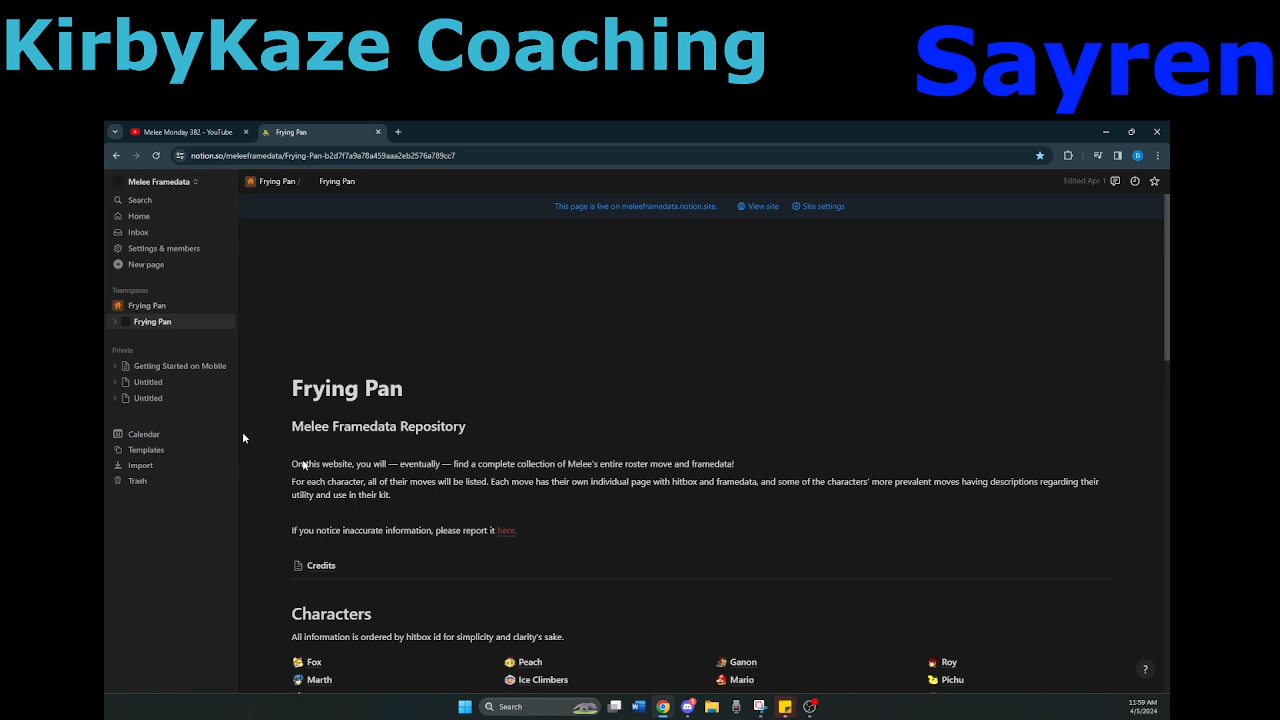 KirbyKaze Coaching
Sayren
Melee Monday 382 - YouTube
Frying Pan
notion.so/meleeframedata/Frying-Pan-b2d7f7a9a78a459aaa2eb2576a789cc7
D
Melee Framedata
Search
Home
Inbox
Settings & members
New page
Teamspaces
Frying Pan
Frying Pan
Private
Getting Started on Mobile
Untitled
Untitled
Calendar
Templates
Import
Trash
Frying Pan / Frying Pan
Edited Apr 1
This page is live on meleeframedata.notion.site. View site Site settings
Frying Pan
Melee Framedata Repository
On this website, you will — eventually — find a complete collection of Melee's entire roster move and framedata!
For each character, all of their moves will be listed. Each move has their own individual page with hitbox and framedata, and some of the characters' more prevalent moves having descriptions regarding their
utility and use in their kit.
If you notice inaccurate information, please report it here.
Credits
Characters
All information is ordered by hitbox id for simplicity and clarity's sake.
Fox Peach Ganon Roy
Marth Ice Climbers Mario Pichu
?
Search
11:59 AM
4/5/2024